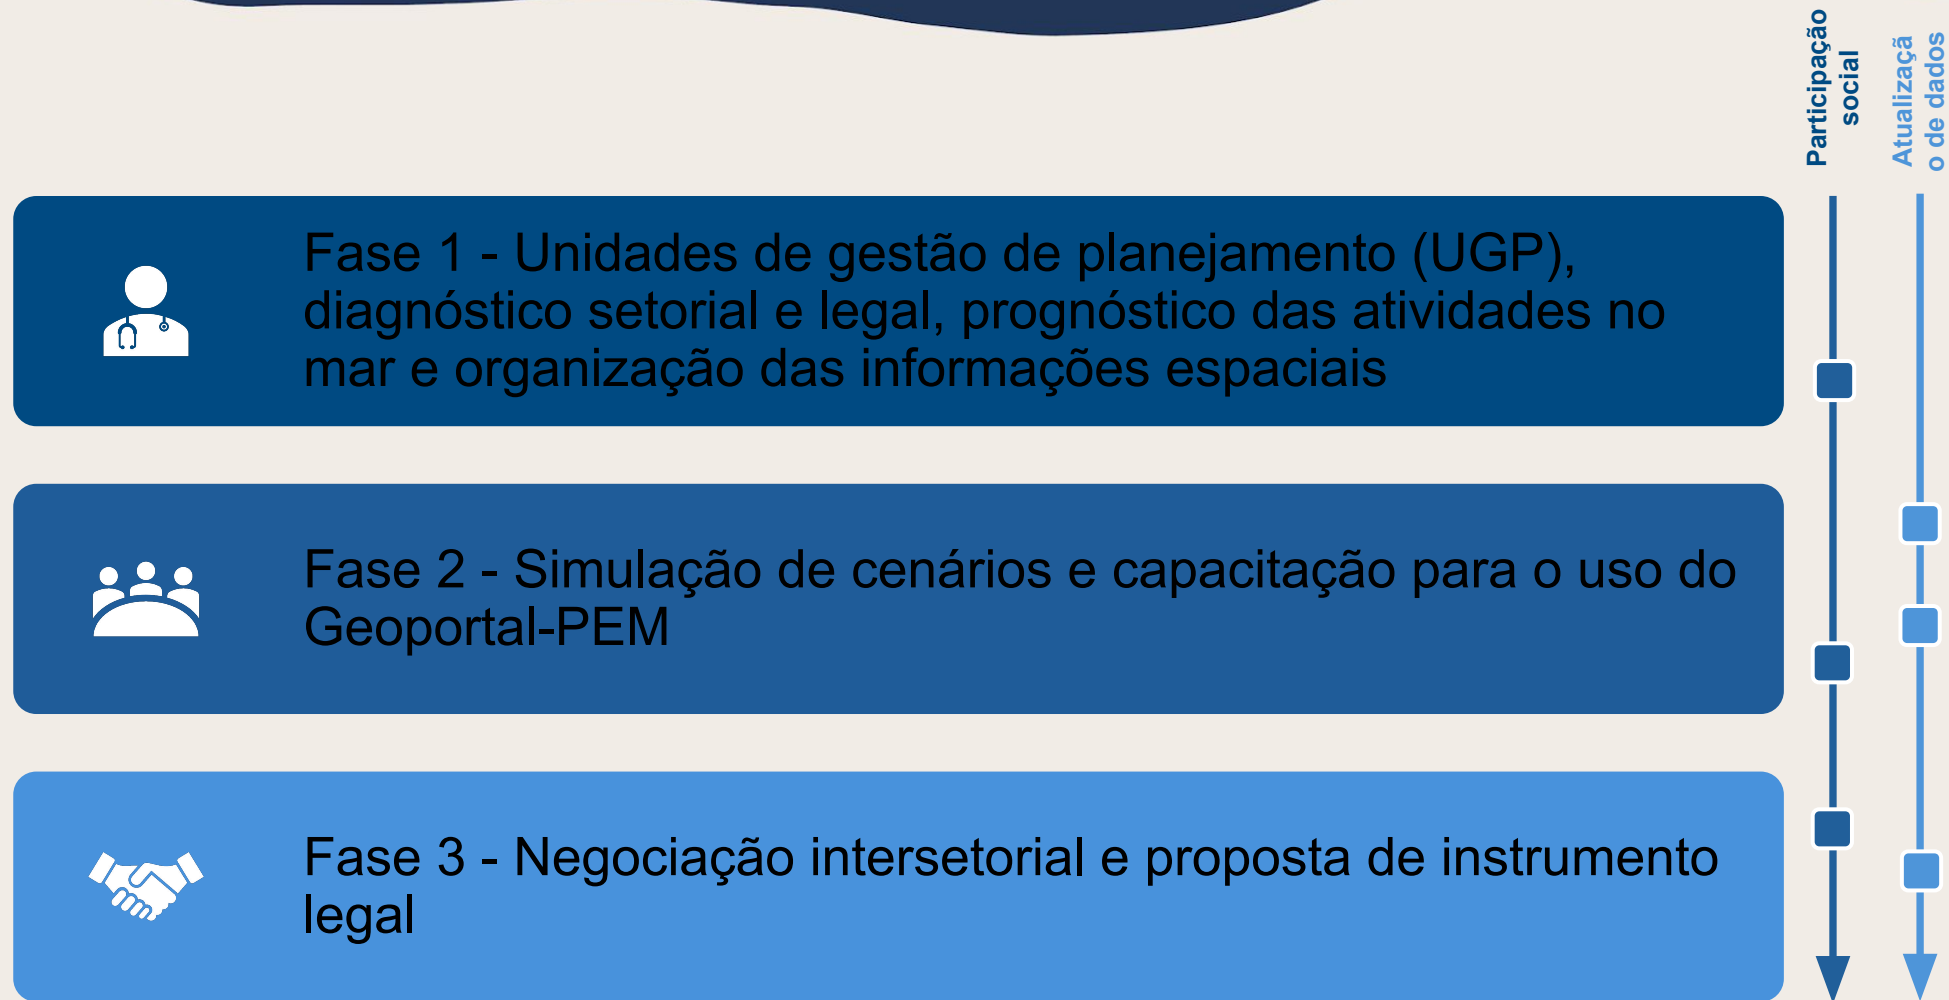 Participação
social
Atualizaçã
o de dados
Fase 1 - Unidades de gestão de planejamento (UGP),
diagnóstico setorial e legal, prognóstico das atividades no
mar e organização das informações espaciais
Fase 2 - Simulação de cenários e capacitação para o uso do
Geoportal-PEM
Fase 3 - Negociação intersetorial e proposta de instrumento
legal